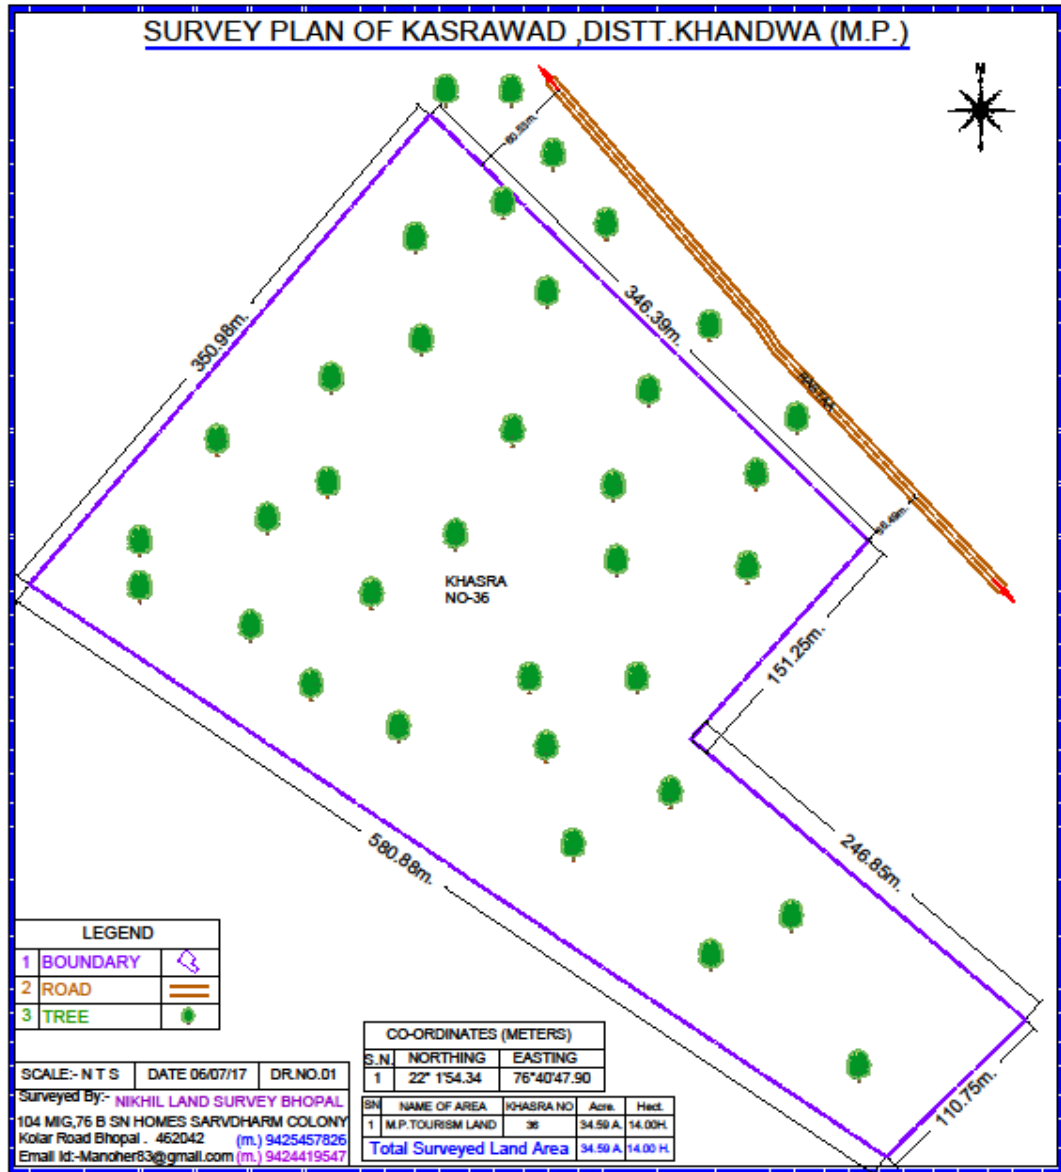 SURVEY PLAN OF KASRAWAD ,DISTT.KHANDWA (M.P.)
N
60.53m.
350.98m.
346.39m.
RASTAA
KHASRA
NO-36
151.25m.
580.88m.
246.85m.
110.75m.
LEGEND
1 BOUNDARY
2 ROAD
3 TREE
CO-ORDINATES (METERS)
S.N. NORTHING EASTING
1 22° 1'54.34 76°40'47.90
SCALE:- N T S DATE 06/07/17 DR.NO.01
Surveyed By:- NIKHIL LAND SURVEY BHOPAL
104 MIG,76 B SN HOMES SARVDHARM COLONY
Kolar Road Bhopal . 462042 (m.) 9425457826
Email Id:-Manoher83@gmail.com (m.) 9424419547
SN NAME OF AREA KHASRA NO Acre. Hect.
1 M.P.TOURISM LAND 36 34.59 A. 14.00H.
Total Surveyed Land Area 34.59 A. 14.00 H.